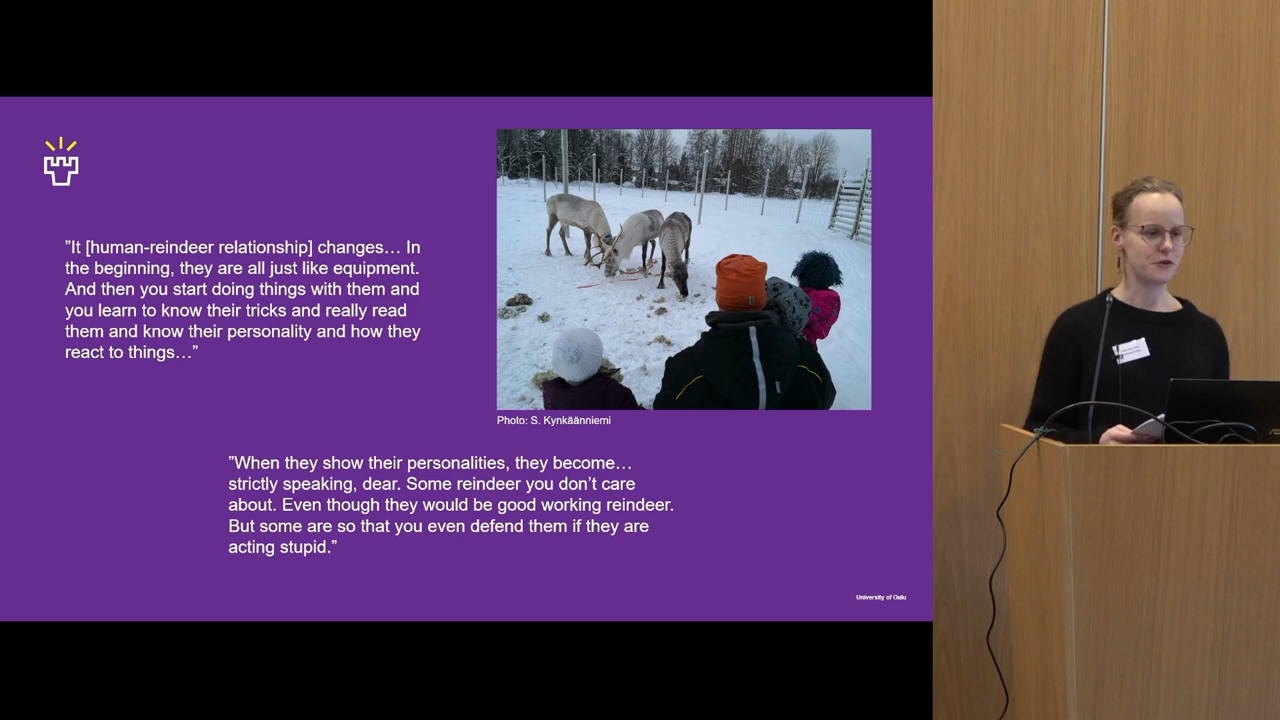 ”It [human-reindeer relationship] changes… In
the beginning, they are all just like equipment.
And then you start doing things with them and
you learn to know their tricks and really read
them and know their personality and how they
react to things…”
Photo: S. Kynkäänniemi
”When they show their personalities, they become…
strictly speaking, dear. Some reindeer you don’t care
about. Even though they would be good working reindeer.
But some are so that you even defend them if they are
acting stupid.”
University of Oulu